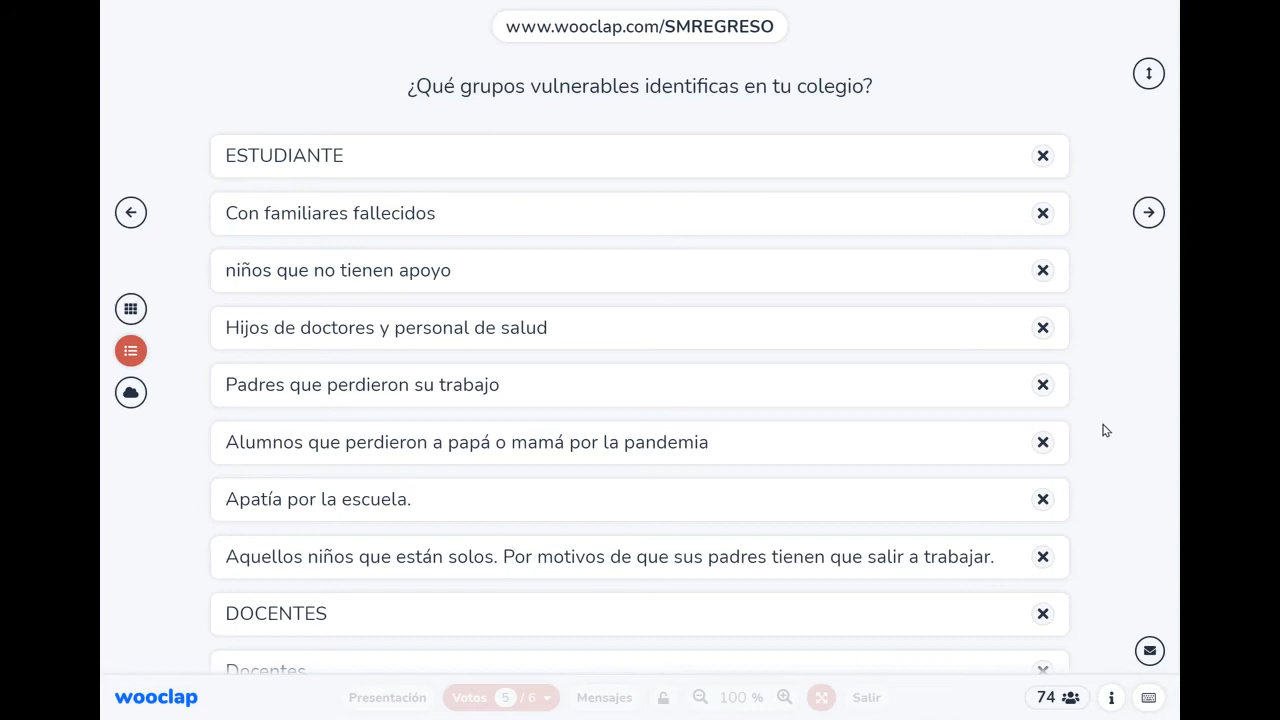 www.wooclap.com/SMREGRESO
¿Qué grupos vulnerables identificas en tu colegio?
ESTUDIANTE
Con familiares fallecidos
niños que no tienen apoyo
Hijos de doctores y personal de salud
Padres que perdieron su trabajo
Alumnos que perdieron a papá o mamá por la pandemia
Apatía por la escuela.
Aquellos niños que están solos. Por motivos de que sus padres tienen que salir a trabajar.
DOCENTES
Docentes
wooclap Presentación Votos 5 / 6 Mensajes 100 % Salir 74